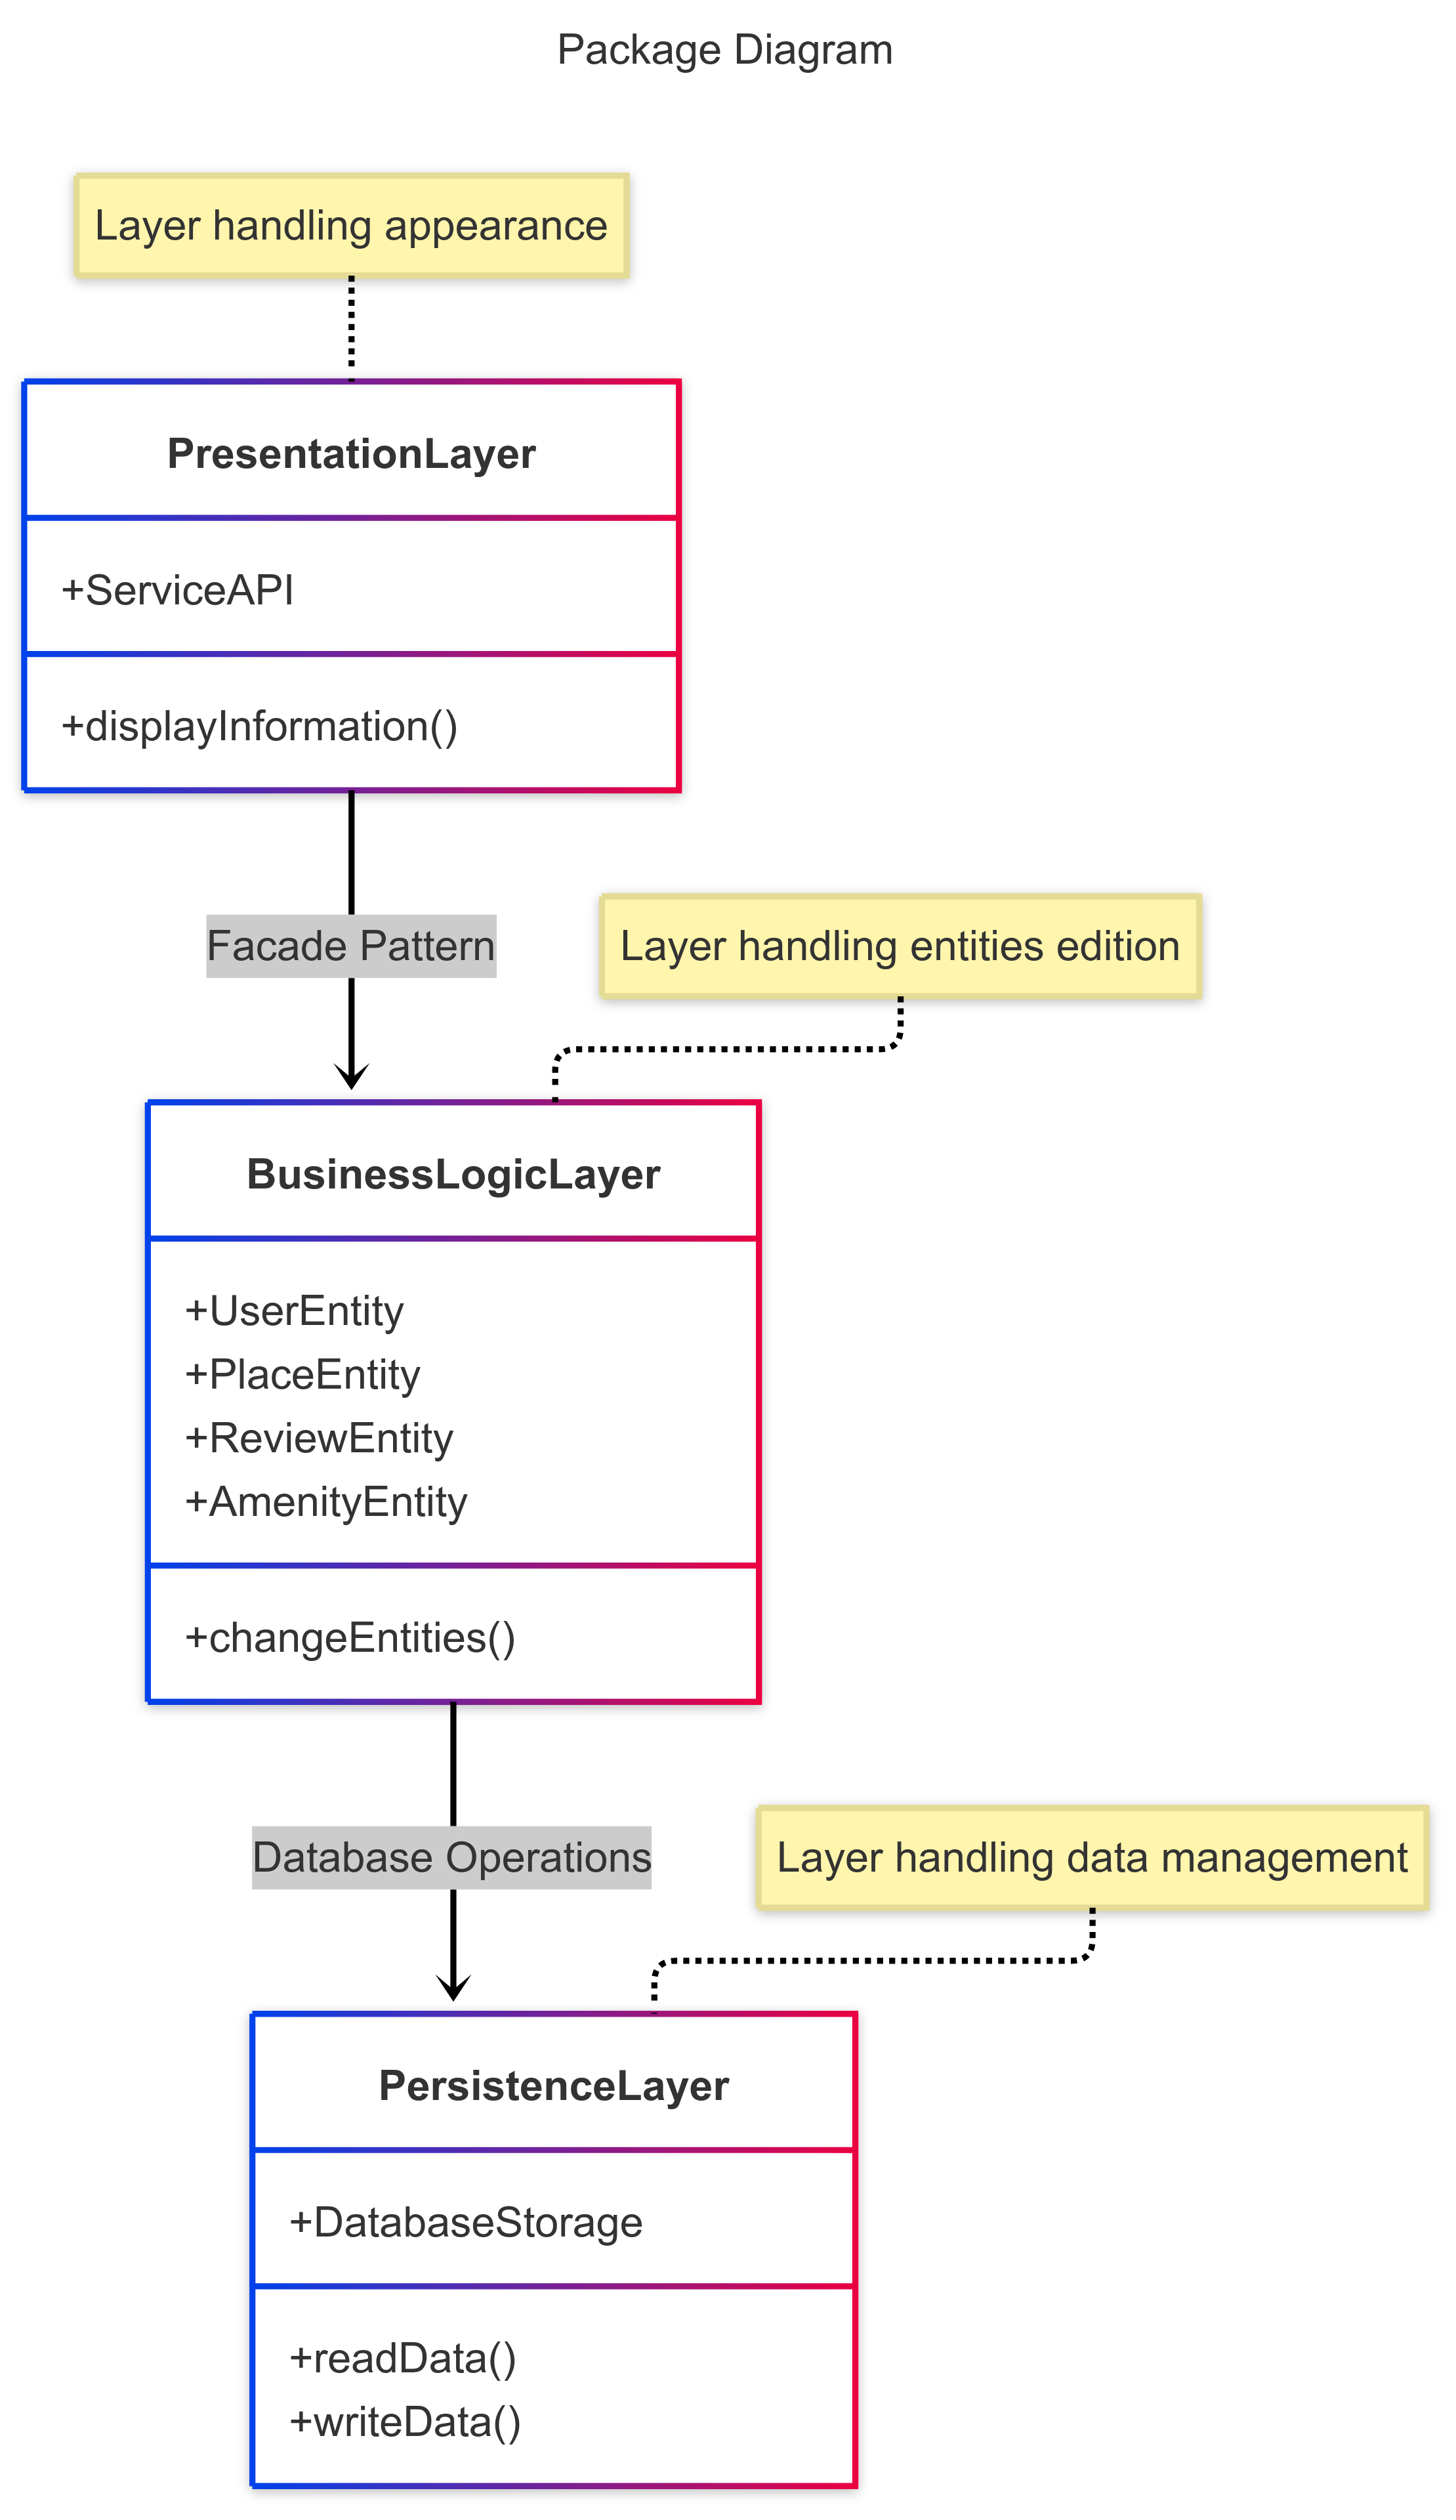 Package Diagram
Layer handling appearance
PresentationLayer
+ServiceAPI
+displayInformation()
Facade Pattern
Layer handling entities edition
BusinessLogicLayer
+UserEntity
+PlaceEntity
+ReviewEntity
+AmenityEntity
+changeEntities()
Database Operations
Layer handling data management
PersistenceLayer
+DatabaseStorage
+readData()
+writeData()